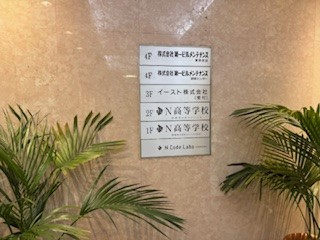 4F 株式会社 第一ビルメンテナンス
4F 株式会社 第一ビルメンテナンス
3F イースト株式会社
2F N高等学校
1F N高等学校
N Code Labo